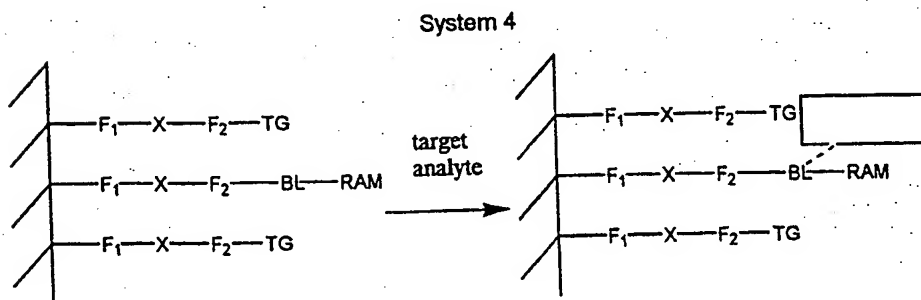 System 4
F₁—X—F₂—TG
F₁—X—F₂—BL—RAM
F₁—X—F₂—TG
target
analyte
F₁—X—F₂—TG
F₁—X—F₂—BL—RAM
F₁—X—F₂—TG